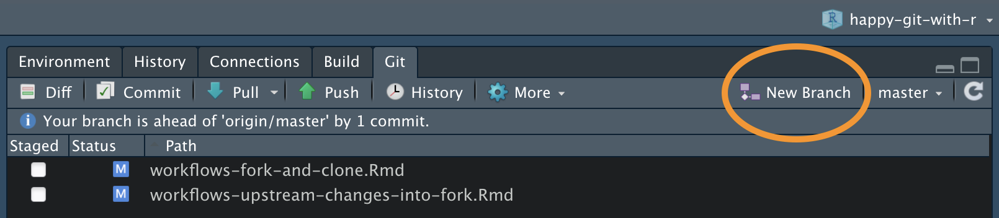 happy-git-with-r
Environment History Connections Build Git
Diff Commit Pull Push History More New Branch master
Your branch is ahead of 'origin/master' by 1 commit.
Staged Status Path
M workflows-fork-and-clone.Rmd
M workflows-upstream-changes-into-fork.Rmd